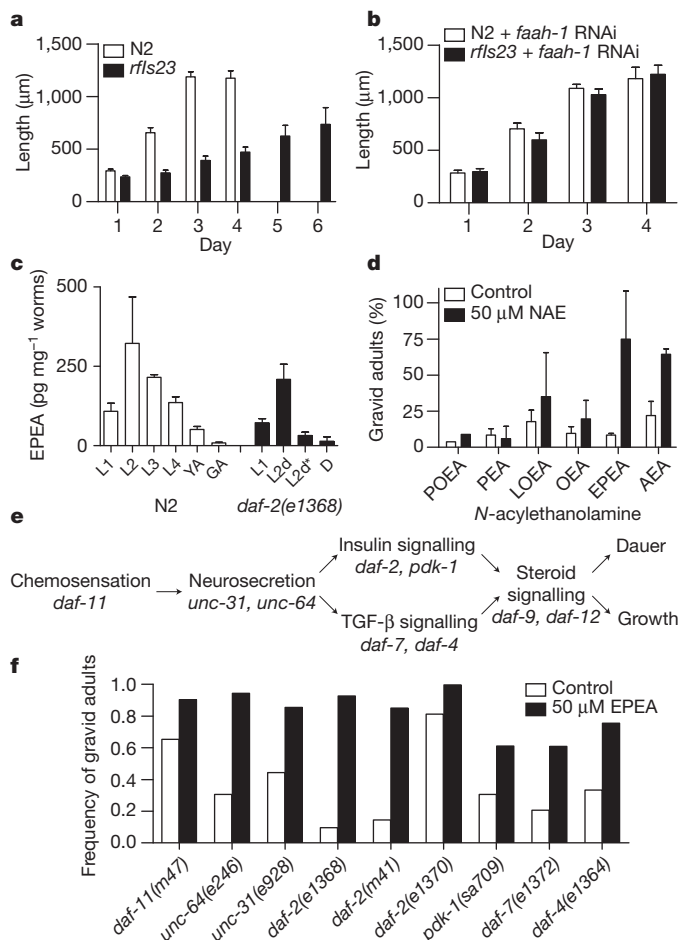 a
N2
rfIs23
Length (μm)
1,500
1,000
500
0
1 2 3 4 5 6
Day
b
N2 + faah-1 RNAi
rfIs23 + faah-1 RNAi
Length (μm)
1,500
1,000
500
0
1 2 3 4
Day
c
EPEA (pg mg⁻¹ worms)
500
250
0
L1 L2 L3 L4 YA GA L1 L2d L2d* D
N2 daf-2(e1368)
d
Control
50 μM NAE
Gravid adults (%)
100
75
50
25
0
POEA PEA LOEA OEA EPEA AEA
N-acylethanolamine
e
Chemosensation
daf-11
Neurosecretion
unc-31, unc-64
Insulin signalling
daf-2, pdk-1
TGF-β signalling
daf-7, daf-4
Steroid
signalling
daf-9, daf-12
Dauer
Growth
f
Control
50 μM EPEA
Frequency of gravid adults
1.0
0.8
0.6
0.4
0.2
0.0
daf-11(m47) unc-64(e246) unc-31(e928) daf-2(e1368) daf-2(m41) daf-2(e1370) pdk-1(sa709) daf-7(e1372) daf-4(e1364)